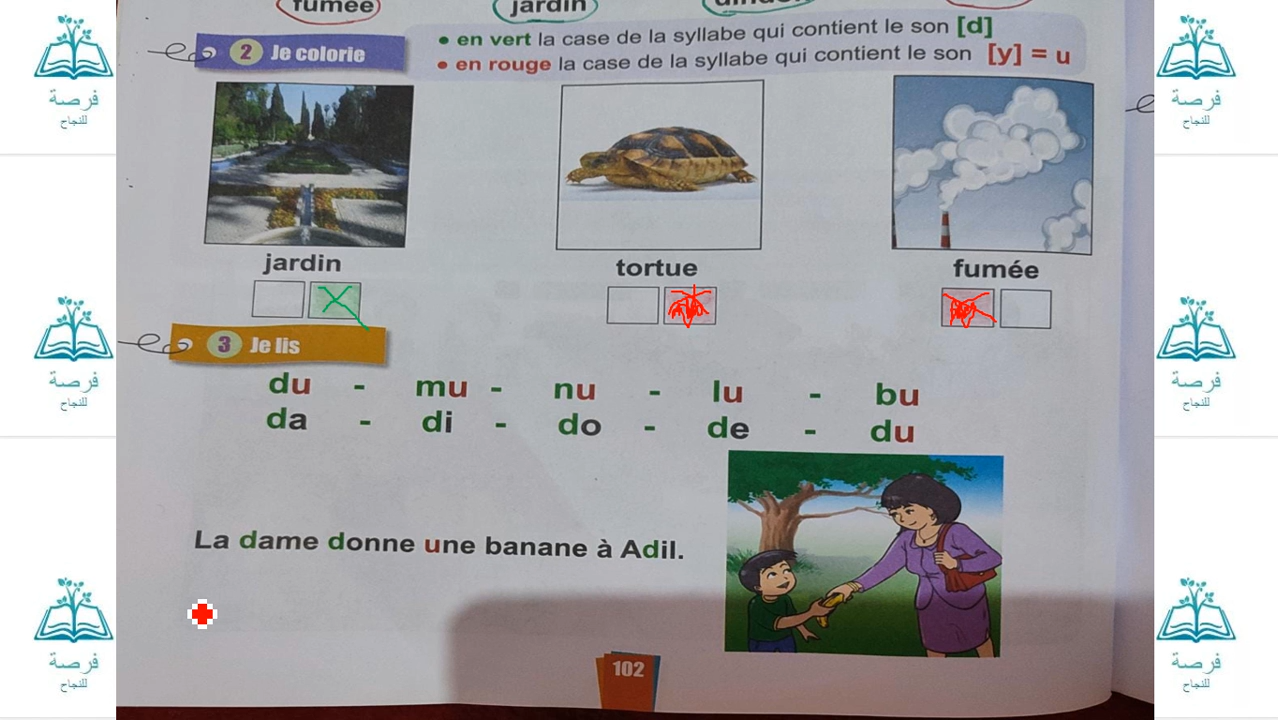 fumée
jardin
2 Je colorie
• en vert la case de la syllabe qui contient le son [d]
• en rouge la case de la syllabe qui contient le son [y] = u
jardin
tortue
fumée
3 Je lis
du - mu - nu - lu - bu
da - di - do - de - du
La dame donne une banane à Adil.
102
فرصة
للنجاح
فرصة
للنجاح
فرصة
للنجاح
فرصة
للنجاح
فرصة
للنجاح
فرصة
للنجاح